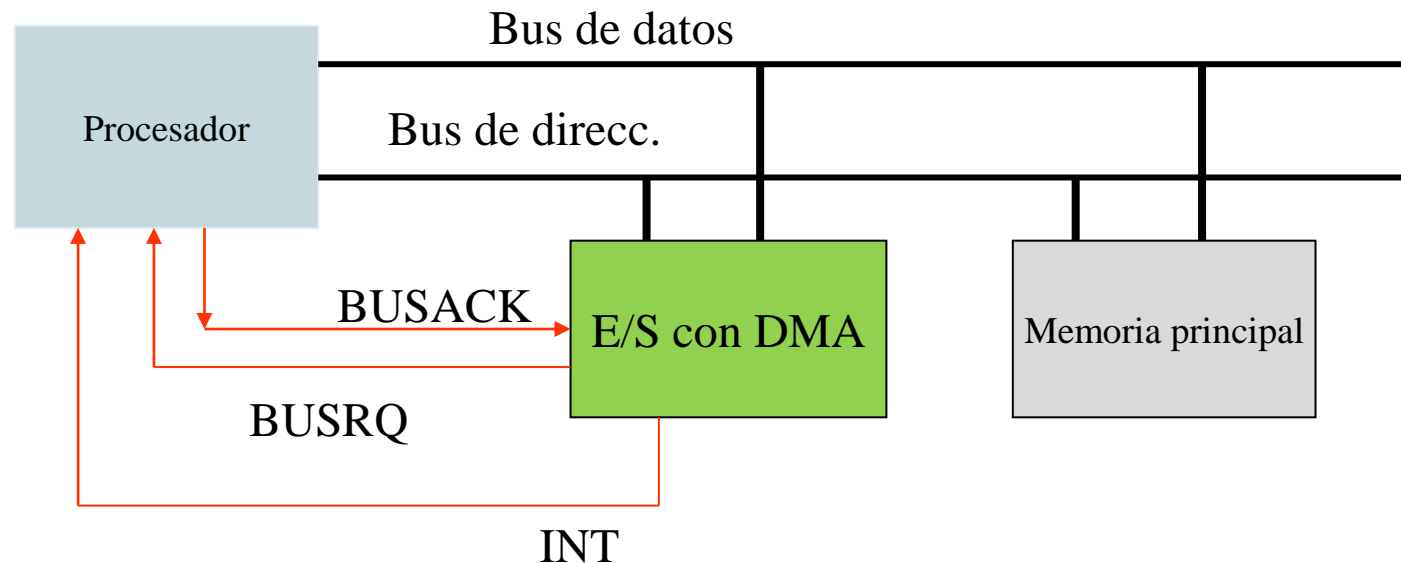 Bus de datos
Procesador
Bus de direcc.
BUSACK
E/S con DMA
Memoria principal
BUSRQ
INT